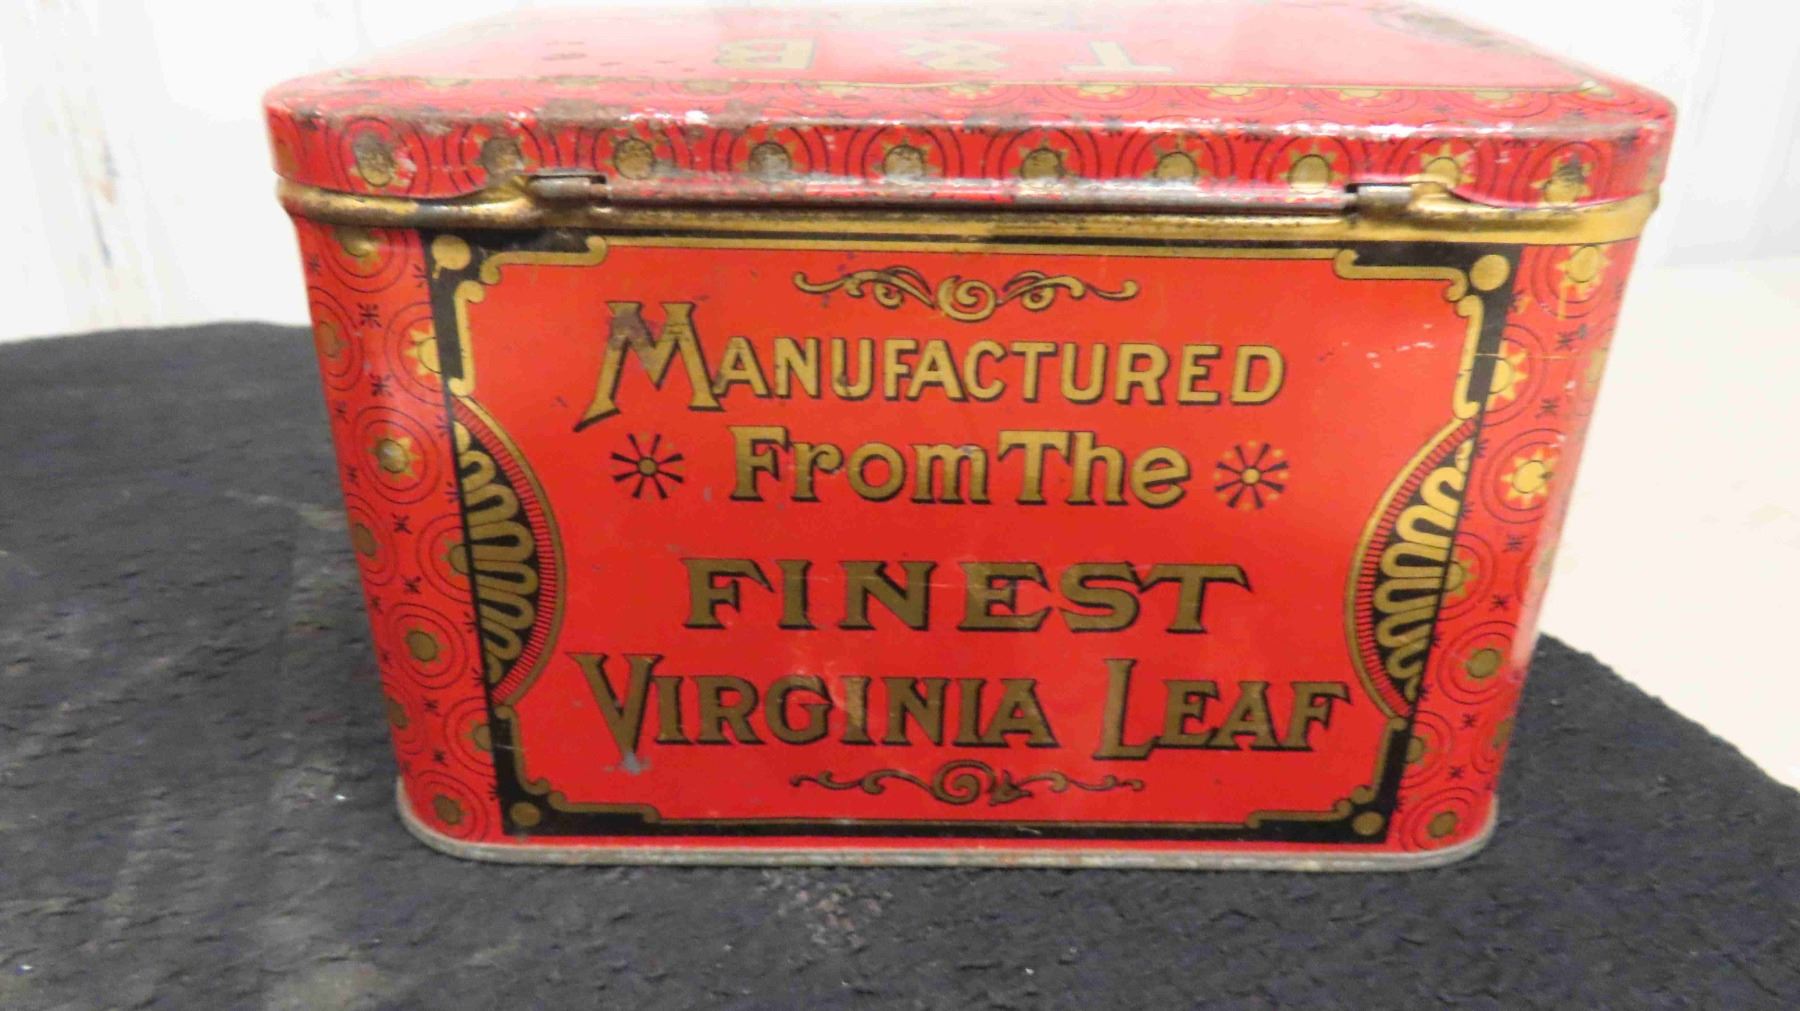 T & B
MANUFACTURED
From The
FINEST
VIRGINIA LEAF